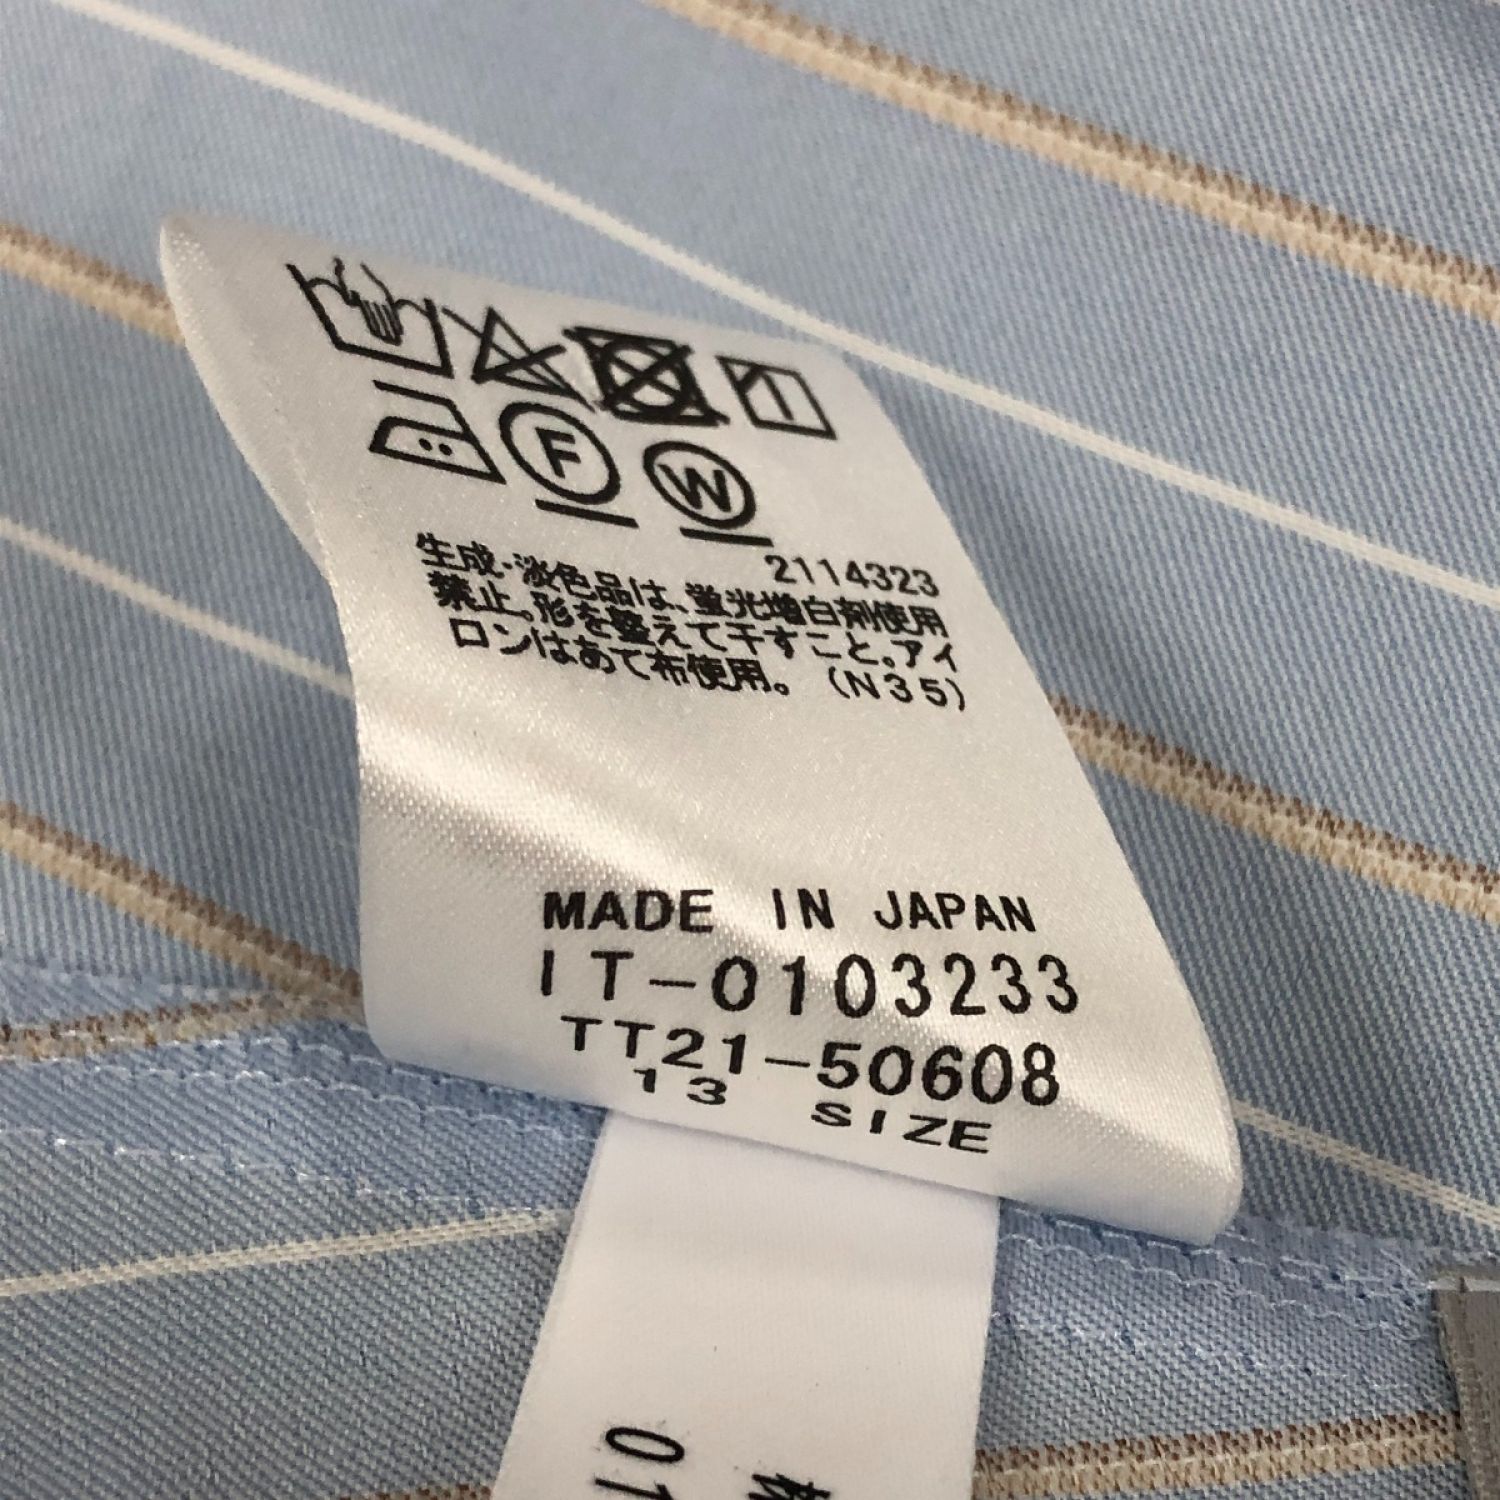 F W
2114323
生成・淡色品は、蛍光増白剤使用
禁止。形を整えて干すこと。アイ
ロンはあて布使用。(N35)
MADE IN JAPAN
IT-0103233
TT21-50608
13 SIZE
01